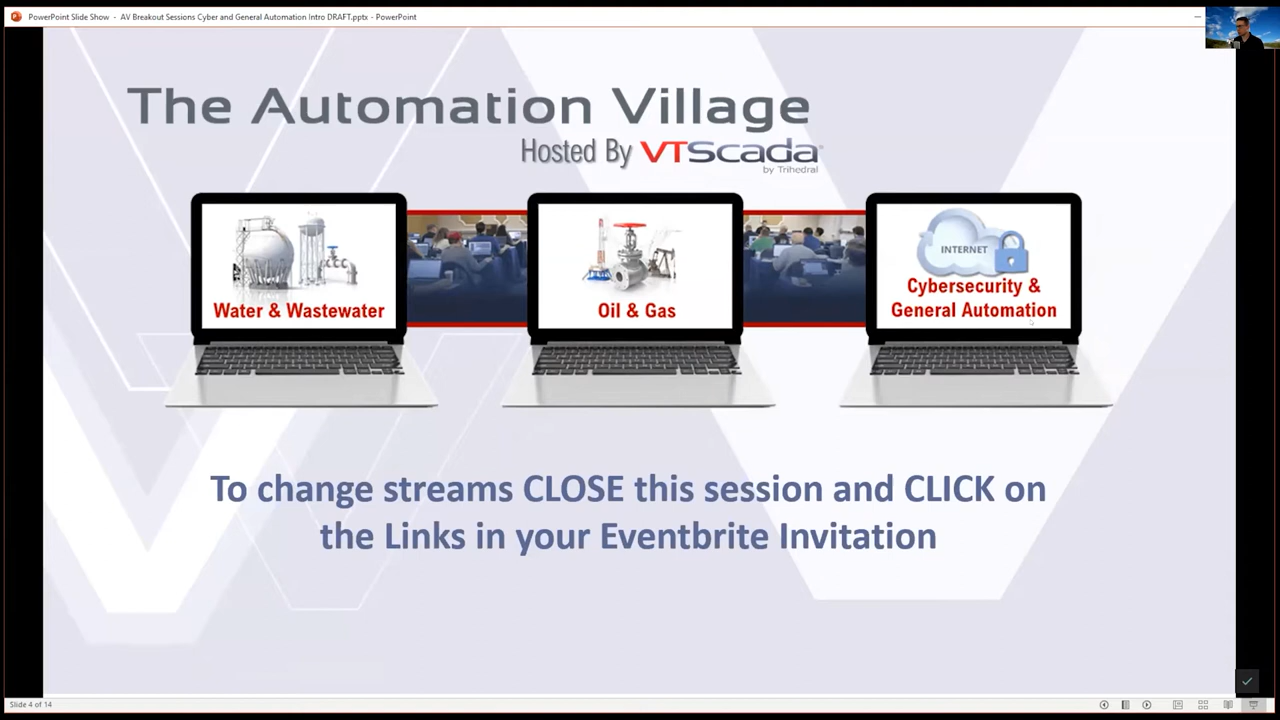 PowerPoint Slide Show - AV Breakout Sessions Cyber and General Automation Intro DRAFT.pptx - PowerPoint
The Automation Village
Hosted By VTScada
by Trihedral
Water & Wastewater
Oil & Gas
INTERNET
Cybersecurity &
General Automation
To change streams CLOSE this session and CLICK on
the Links in your Eventbrite Invitation
Slide 4 of 14